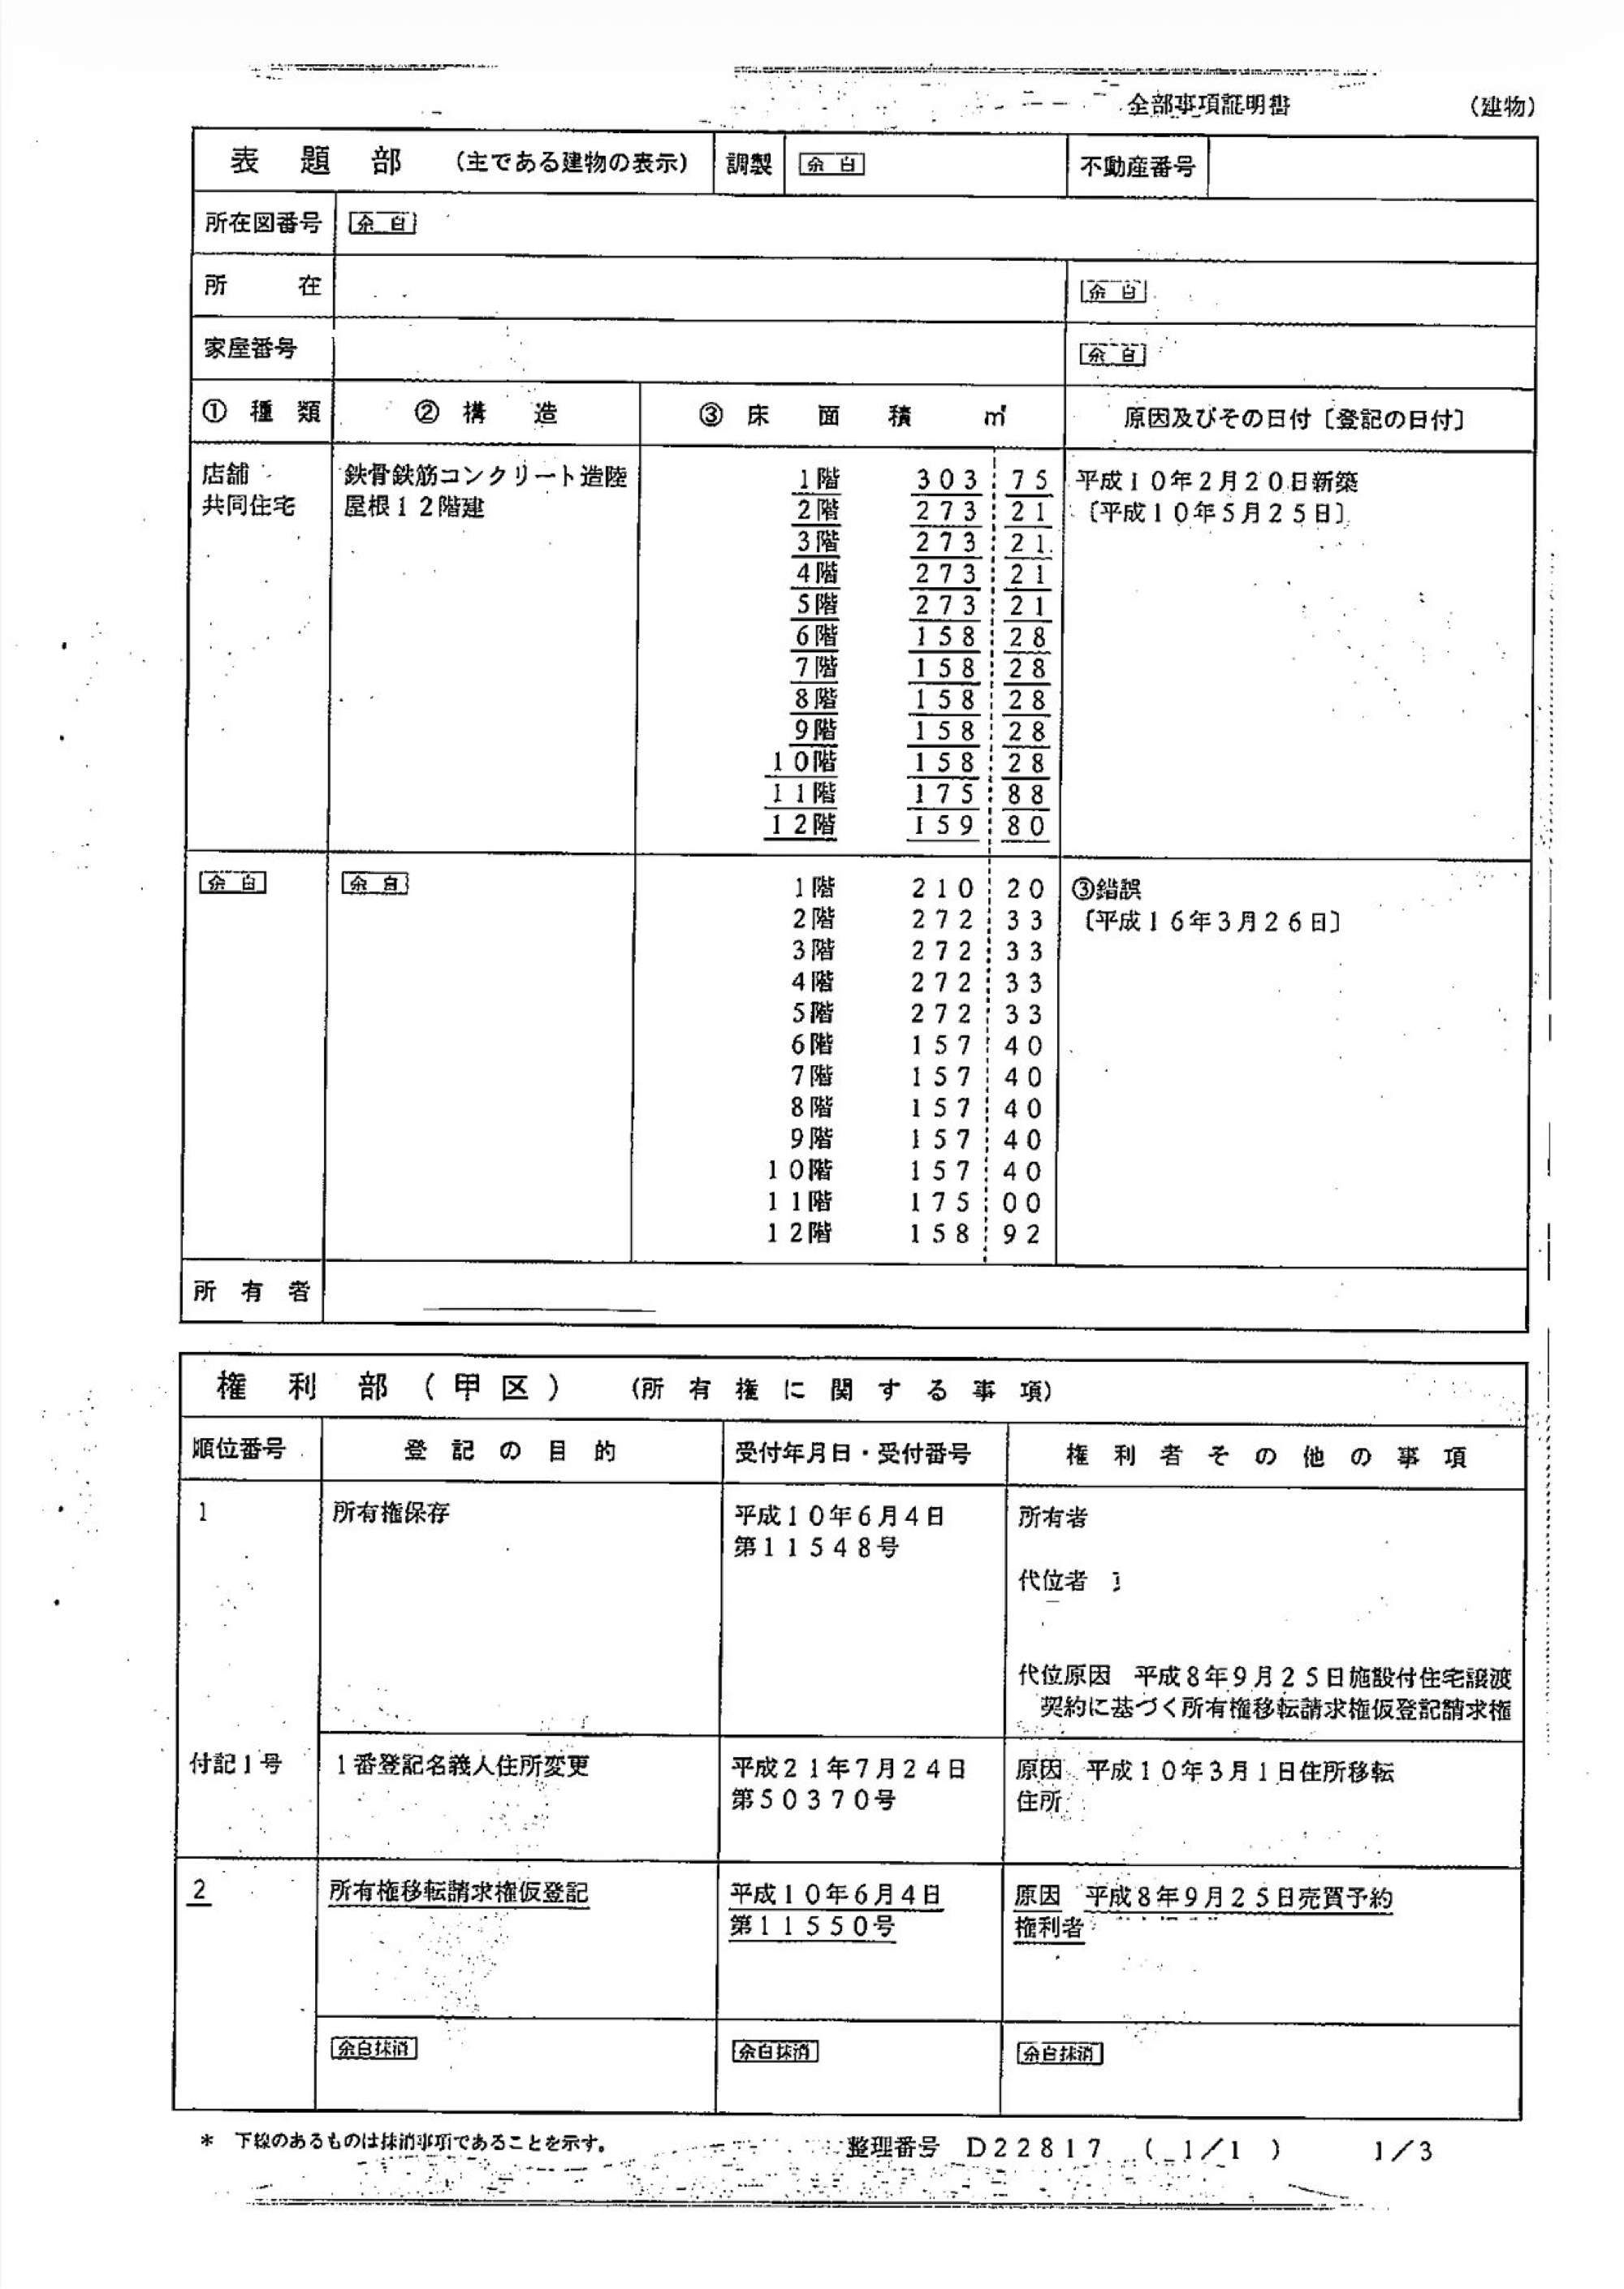 全部事項証明書 (建物)
表題部 (主である建物の表示) 調製 余白 不動産番号
所在図番号 余白
所在 余白
家屋番号 余白
① 種類 ② 構造 ③ 床面積 ㎡ 原因及びその日付〔登記の日付〕
店舗 鉄骨鉄筋コンクリート造陸 1階 303 75 平成10年2月20日新築
共同住宅 屋根12階建 2階 273 21 〔平成10年5月25日〕
3階 273 21
4階 273 21
5階 273 21
6階 158 28
7階 158 28
8階 158 28
9階 158 28
10階 158 28
11階 175 88
12階 159 80
余白 余白 1階 210 20 ③錯誤
2階 272 33 〔平成16年3月26日〕
3階 272 33
4階 272 33
5階 272 33
6階 157 40
7階 157 40
8階 157 40
9階 157 40
10階 157 40
11階 175 00
12階 158 92
所有者
権利部(甲区) (所有権に関する事項)
順位番号 登記の目的 受付年月日・受付番号 権利者その他の事項
1 所有権保存 平成10年6月4日 所有者
第11548号
代位者
代位原因 平成8年9月25日施設付住宅譲渡
契約に基づく所有権移転請求権仮登記請求権
付記1号 1番登記名義人住所変更 平成21年7月24日 原因 平成10年3月1日住所移転
第50370号 住所
2 所有権移転請求権仮登記 平成10年6月4日 原因 平成8年9月25日売買予約
第11550号 権利者
余白抹消 余白抹消 余白抹消
* 下線のあるものは抹消事項であることを示す。 整理番号 D22817 (1/1) 1/3